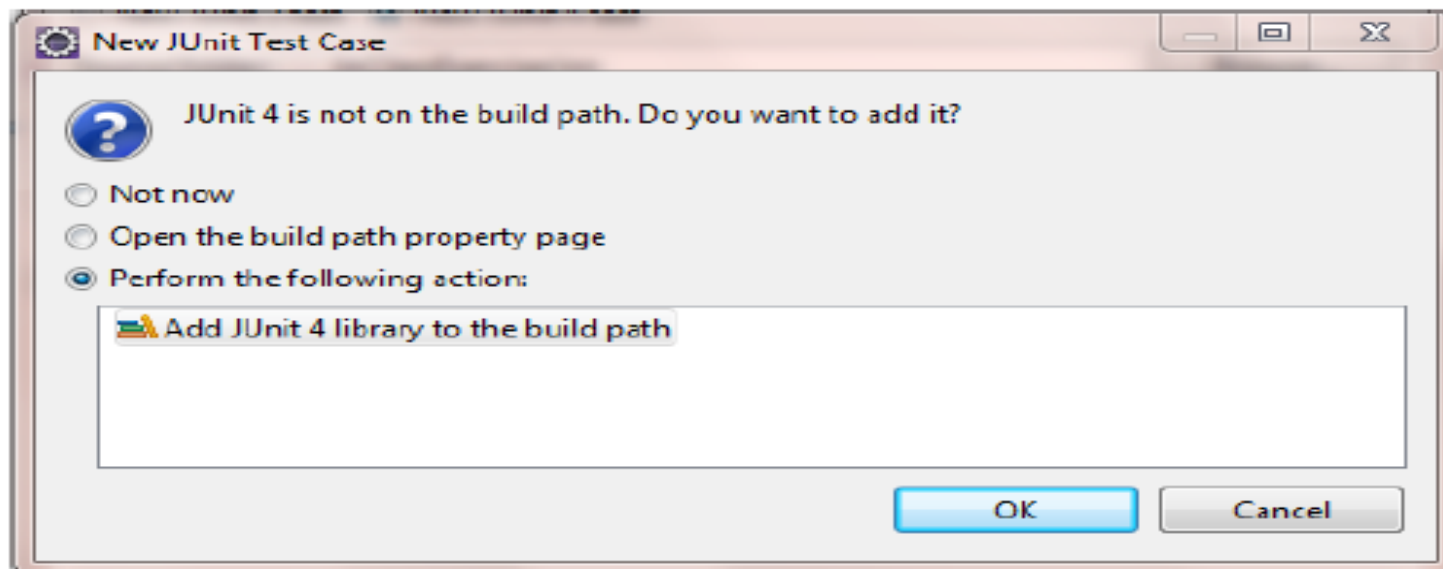 New JUnit Test Case
JUnit 4 is not on the build path. Do you want to add it?
Not now
Open the build path property page
Perform the following action:
Add JUnit 4 library to the build path
OK
Cancel